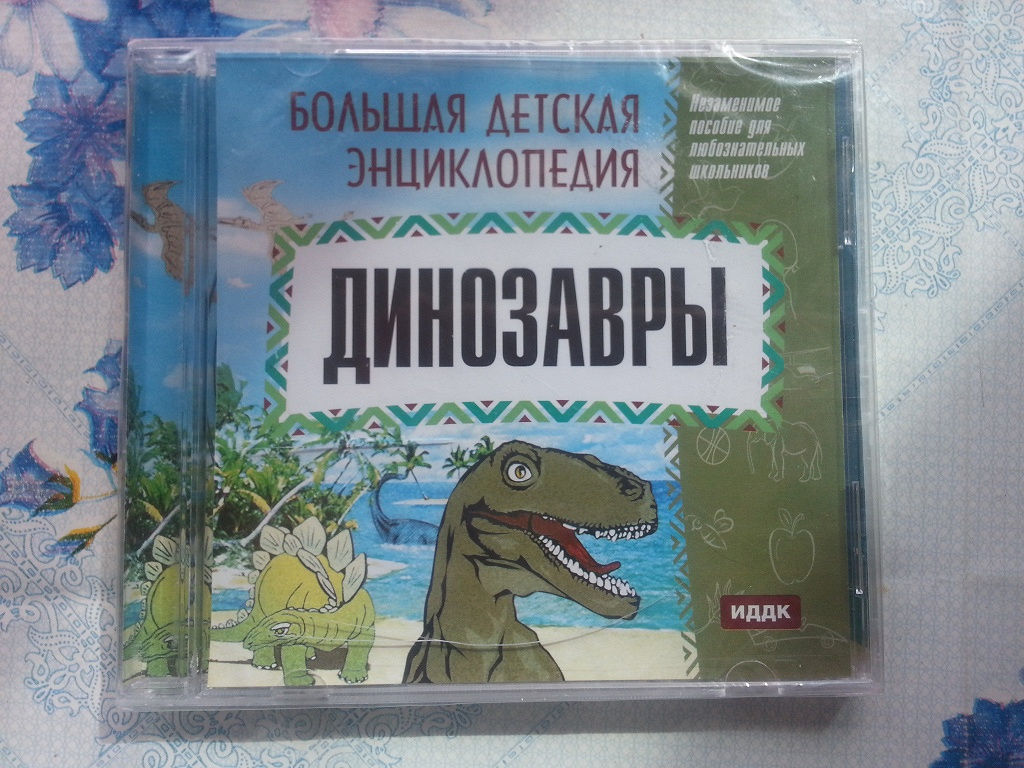 БОЛЬШАЯ ДЕТСКАЯ
ЭНЦИКЛОПЕДИЯ
Незаменимое
пособие для
любознательных
школьников
ДИНОЗАВРЫ
ИДДК